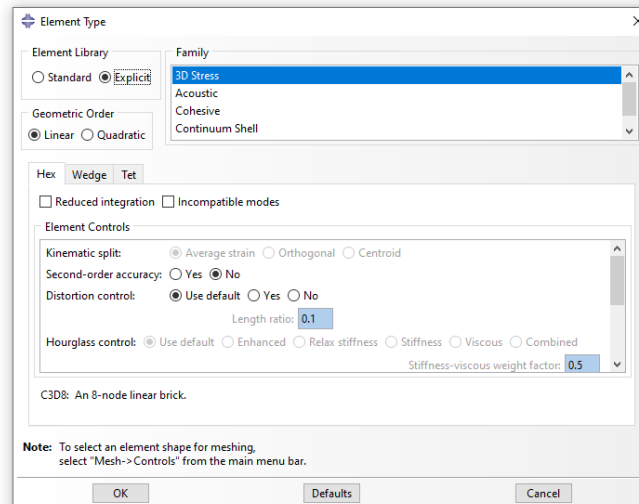 Element Type
Element Library
Standard Explicit
Family
3D Stress
Acoustic
Cohesive
Continuum Shell
Geometric Order
Linear Quadratic
Hex Wedge Tet
Reduced integration Incompatible modes
Element Controls
Kinematic split: Average strain Orthogonal Centroid
Second-order accuracy: Yes No
Distortion control: Use default Yes No
Length ratio: 0.1
Hourglass control: Use default Enhanced Relax stiffness Stiffness Viscous Combined
Stiffness-viscous weight factor: 0.5
C3D8: An 8-node linear brick.
Note: To select an element shape for meshing,
select "Mesh->Controls" from the main menu bar.
OK Defaults Cancel